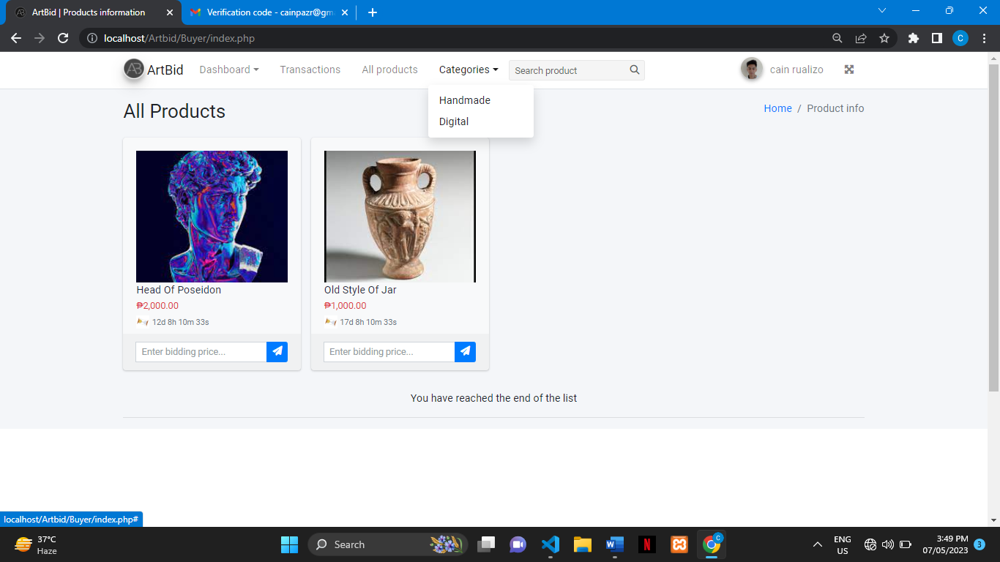 ArtBid | Products information
Verification code - cainpazr@gm
localhost/Artbid/Buyer/index.php
C
AB ArtBid
Dashboard
Transactions
All products
Categories
Search product
cain rualizo
Handmade
Digital
All Products
Home / Product info
Head Of Poseidon
₱2,000.00
12d 8h 10m 33s
Enter bidding price...
Old Style Of Jar
₱1,000.00
17d 8h 10m 33s
Enter bidding price...
You have reached the end of the list
localhost/Artbid/Buyer/index.php#
37°C
Haze
Search
W
N
C
ENG
US
3:49 PM
07/05/2023
3